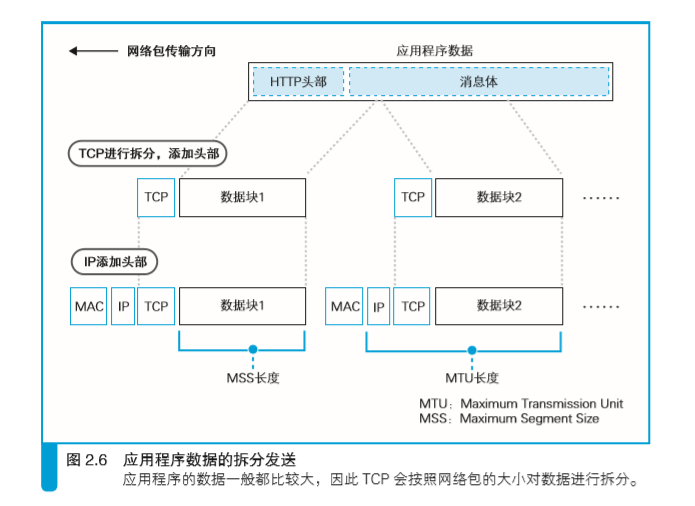 网络包传输方向
应用程序数据
HTTP头部 消息体
TCP进行拆分，添加头部
TCP 数据块1 TCP 数据块2 ······
IP添加头部
MAC IP TCP 数据块1 MAC IP TCP 数据块2 ······
MSS长度 MTU长度
MTU：Maximum Transmission Unit
MSS：Maximum Segment Size
图 2.6 应用程序数据的拆分发送
应用程序的数据一般都比较大，因此 TCP 会按照网络包的大小对数据进行拆分。